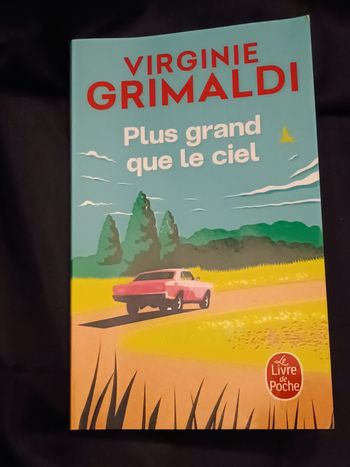 VIRGINIE
GRIMALDI
Plus grand
que le ciel
Le
Livre
de
Poche